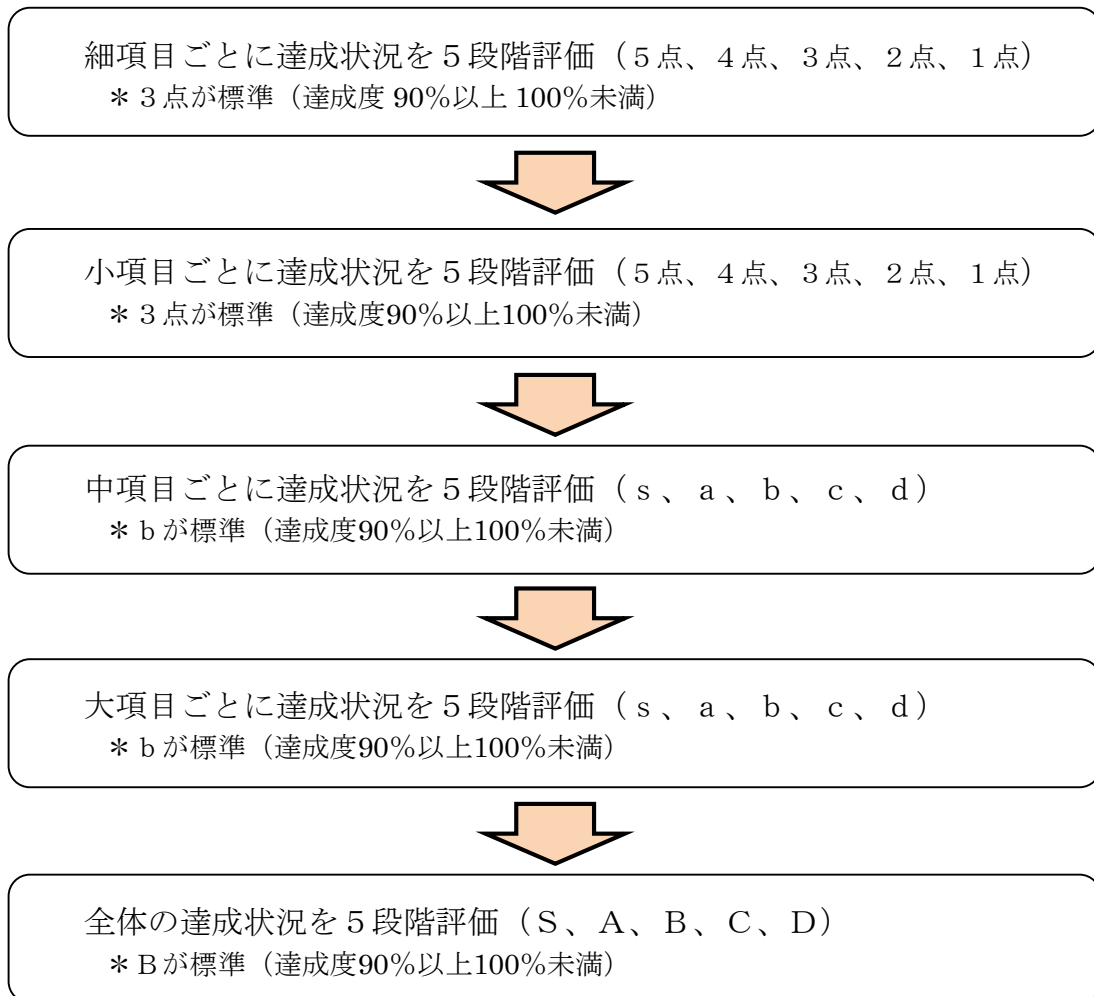 細項目ごとに達成状況を５段階評価（５点、４点、３点、２点、１点）
＊３点が標準（達成度 90％以上 100％未満）
小項目ごとに達成状況を５段階評価（５点、４点、３点、２点、１点）
＊３点が標準（達成度90％以上100％未満）
中項目ごとに達成状況を５段階評価（ｓ、ａ、ｂ、ｃ、ｄ）
＊ｂが標準（達成度90％以上100％未満）
大項目ごとに達成状況を５段階評価（ｓ、ａ、ｂ、ｃ、ｄ）
＊ｂが標準（達成度90％以上100％未満）
全体の達成状況を５段階評価（Ｓ、Ａ、Ｂ、Ｃ、Ｄ）
＊Ｂが標準（達成度90％以上100％未満）